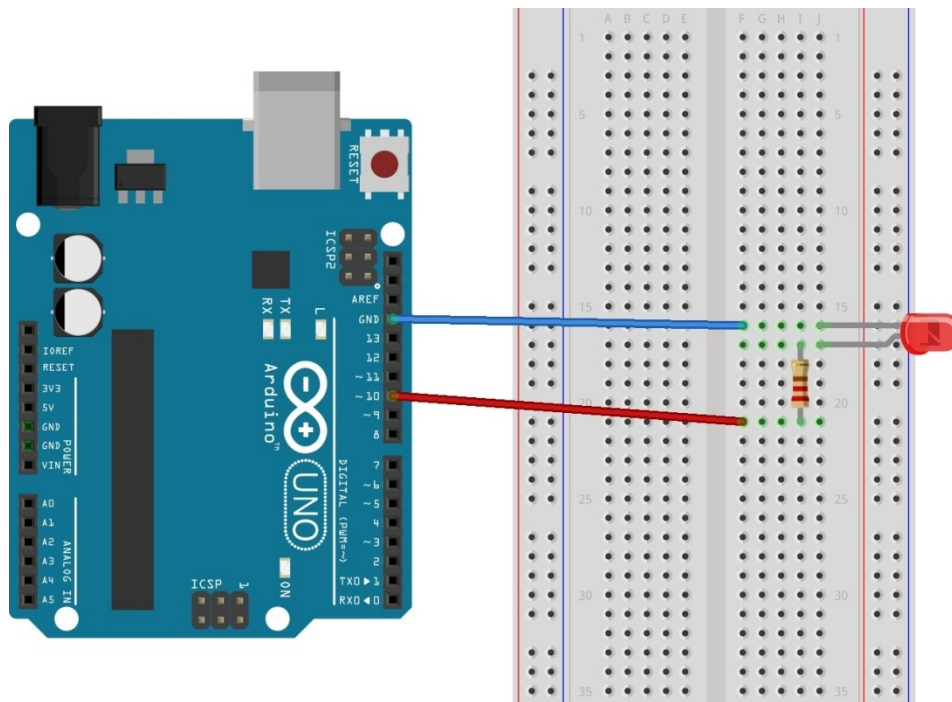 A B C D E F G H I J
1 1
5 5
10 10
15 15
20 20
25 25
30 30
35 35
RESET
ICSP2
AREF
GND
13
12
~11
~10
~9
8
7
~6
~5
4
~3
2
TX0▶1
RX0◀0
DIGITAL (PWM=~)
L
TX
RX
Arduino™
UNO
ON
ICSP
1
IOREF
RESET
3V3
5V
GND
GND
VIN
POWER
A0
A1
A2
A3
A4
A5
ANALOG IN